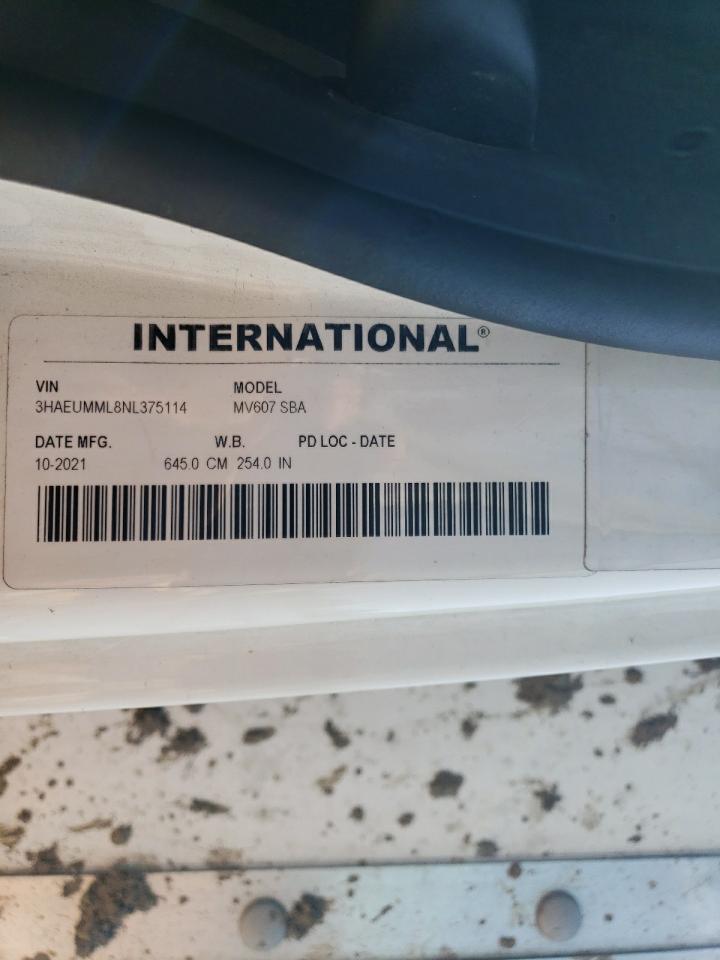 INTERNATIONAL®
VIN MODEL
3HAEUMML8NL375114 MV607 SBA
DATE MFG. W.B. PD LOC - DATE
10-2021 645.0 CM 254.0 IN